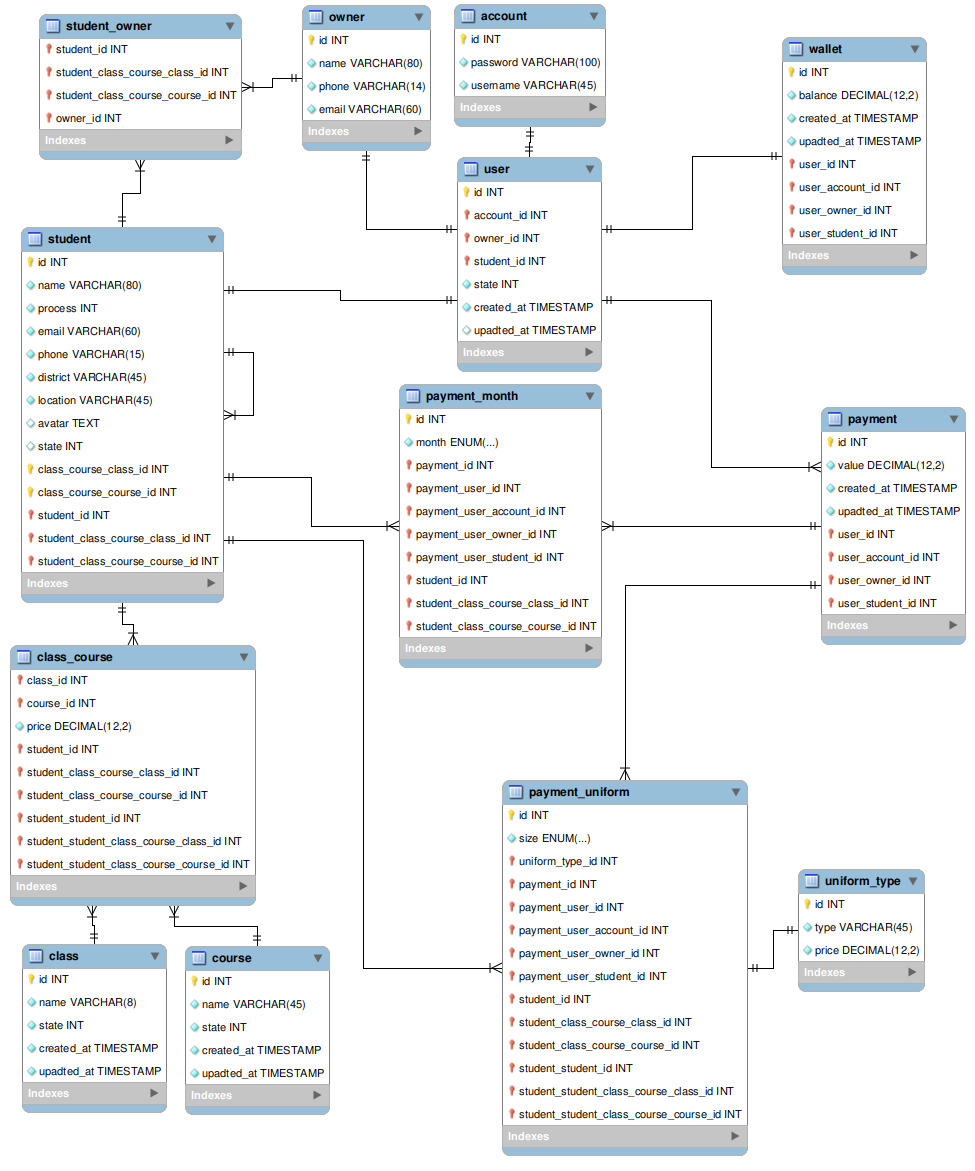 student_owner
student_id INT
student_class_course_class_id INT
student_class_course_course_id INT
owner_id INT
Indexes
owner
id INT
name VARCHAR(80)
phone VARCHAR(14)
email VARCHAR(60)
Indexes
account
id INT
password VARCHAR(100)
username VARCHAR(45)
Indexes
wallet
id INT
balance DECIMAL(12,2)
created_at TIMESTAMP
upadted_at TIMESTAMP
user_id INT
user_account_id INT
user_owner_id INT
user_student_id INT
Indexes
user
id INT
account_id INT
owner_id INT
student_id INT
state INT
created_at TIMESTAMP
upadted_at TIMESTAMP
Indexes
student
id INT
name VARCHAR(80)
process INT
email VARCHAR(60)
phone VARCHAR(15)
district VARCHAR(45)
location VARCHAR(45)
avatar TEXT
state INT
class_course_class_id INT
class_course_course_id INT
student_id INT
student_class_course_class_id INT
student_class_course_course_id INT
Indexes
payment_month
id INT
month ENUM(...)
payment_id INT
payment_user_id INT
payment_user_account_id INT
payment_user_owner_id INT
payment_user_student_id INT
student_id INT
student_class_course_class_id INT
student_class_course_course_id INT
Indexes
payment
id INT
value DECIMAL(12,2)
created_at TIMESTAMP
upadted_at TIMESTAMP
user_id INT
user_account_id INT
user_owner_id INT
user_student_id INT
Indexes
class_course
class_id INT
course_id INT
price DECIMAL(12,2)
student_id INT
student_class_course_class_id INT
student_class_course_course_id INT
student_student_id INT
student_student_class_course_class_id INT
student_student_class_course_course_id INT
Indexes
payment_uniform
id INT
size ENUM(...)
uniform_type_id INT
payment_id INT
payment_user_id INT
payment_user_account_id INT
payment_user_owner_id INT
payment_user_student_id INT
student_id INT
student_class_course_class_id INT
student_class_course_course_id INT
student_student_id INT
student_student_class_course_class_id INT
student_student_class_course_course_id INT
Indexes
uniform_type
id INT
type VARCHAR(45)
price DECIMAL(12,2)
Indexes
class
id INT
name VARCHAR(8)
state INT
created_at TIMESTAMP
upadted_at TIMESTAMP
Indexes
course
id INT
name VARCHAR(45)
state INT
created_at TIMESTAMP
upadted_at TIMESTAMP
Indexes